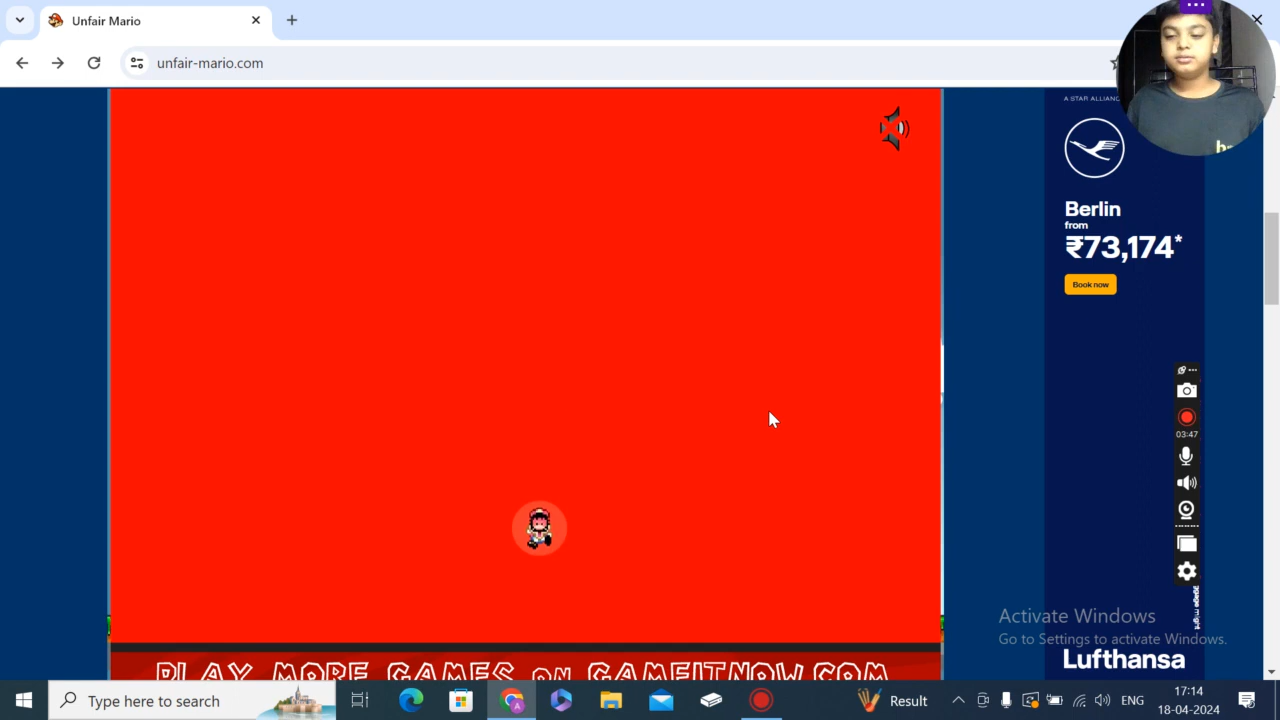 Unfair Mario
unfair-mario.com
A STAR ALLIANC
Berlin
from
₹73,174*
Book now
03:47
Activate Windows
Go to Settings to activate Windows.
Lufthansa
PLAY MORE GAMES ON GAMEITNOW.COM
Type here to search
Result
ENG
17:14
18-04-2024